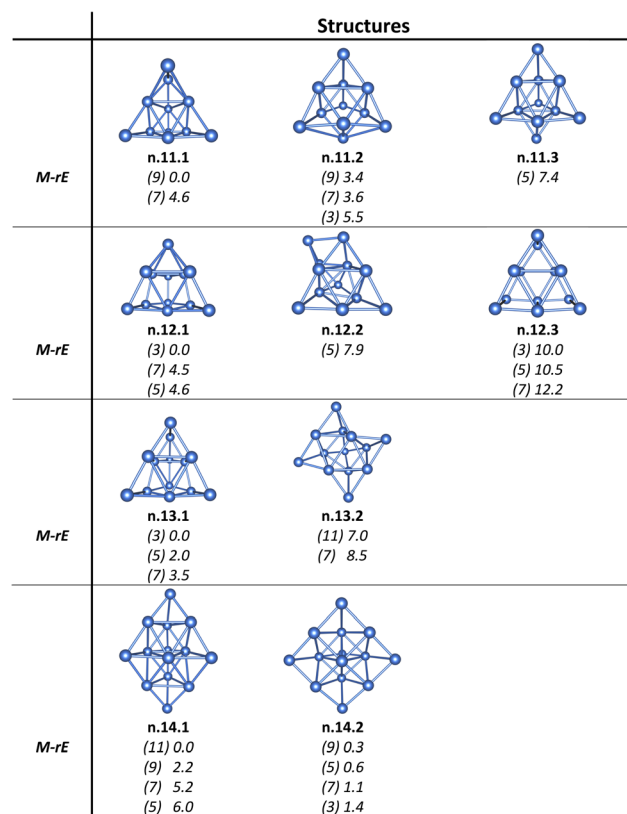 Structures
n.11.1 n.11.2 n.11.3
M-rE (9) 0.0 (9) 3.4 (5) 7.4
(7) 4.6 (7) 3.6
(3) 5.5
n.12.1 n.12.2 n.12.3
M-rE (3) 0.0 (5) 7.9 (3) 10.0
(7) 4.5 (5) 10.5
(5) 4.6 (7) 12.2
n.13.1 n.13.2
M-rE (3) 0.0 (11) 7.0
(5) 2.0 (7) 8.5
(7) 3.5
n.14.1 n.14.2
M-rE (11) 0.0 (9) 0.3
(9) 2.2 (5) 0.6
(7) 5.2 (7) 1.1
(5) 6.0 (3) 1.4